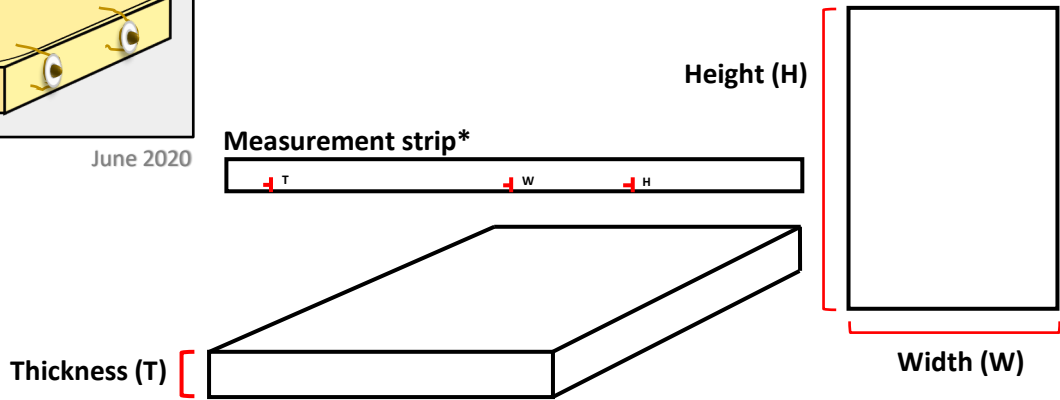 Height (H)
Measurement strip*
June 2020
T
W
H
Thickness (T)
Width (W)